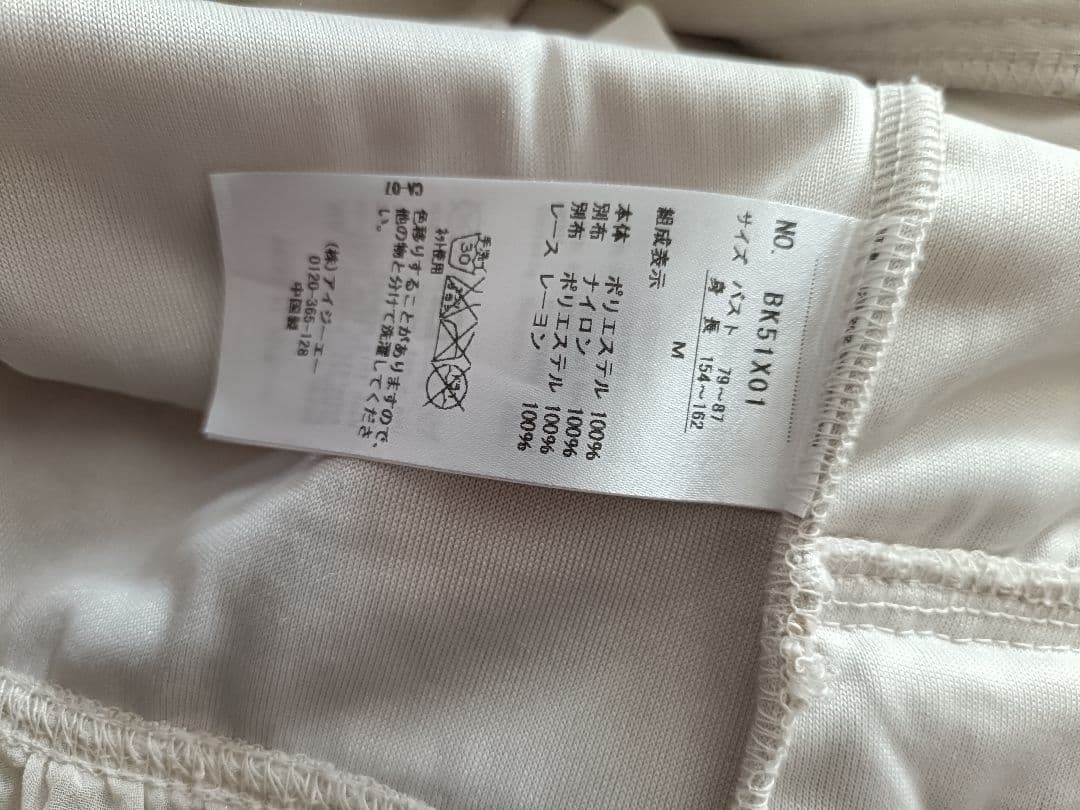 NO. BK51X01
サイズ バスト 79～87
身長 154～162
M
組成表示
本体 ポリエステル 100%
別布 ナイロン 100%
別布 ポリエステル 100%
レース レーヨン 100%
手洗イ
30
ネット使用
色移りすることがありますので、
他の物と分けて洗濯してくださ
い。
(株)アイジーエー
0120-365-128
中国製